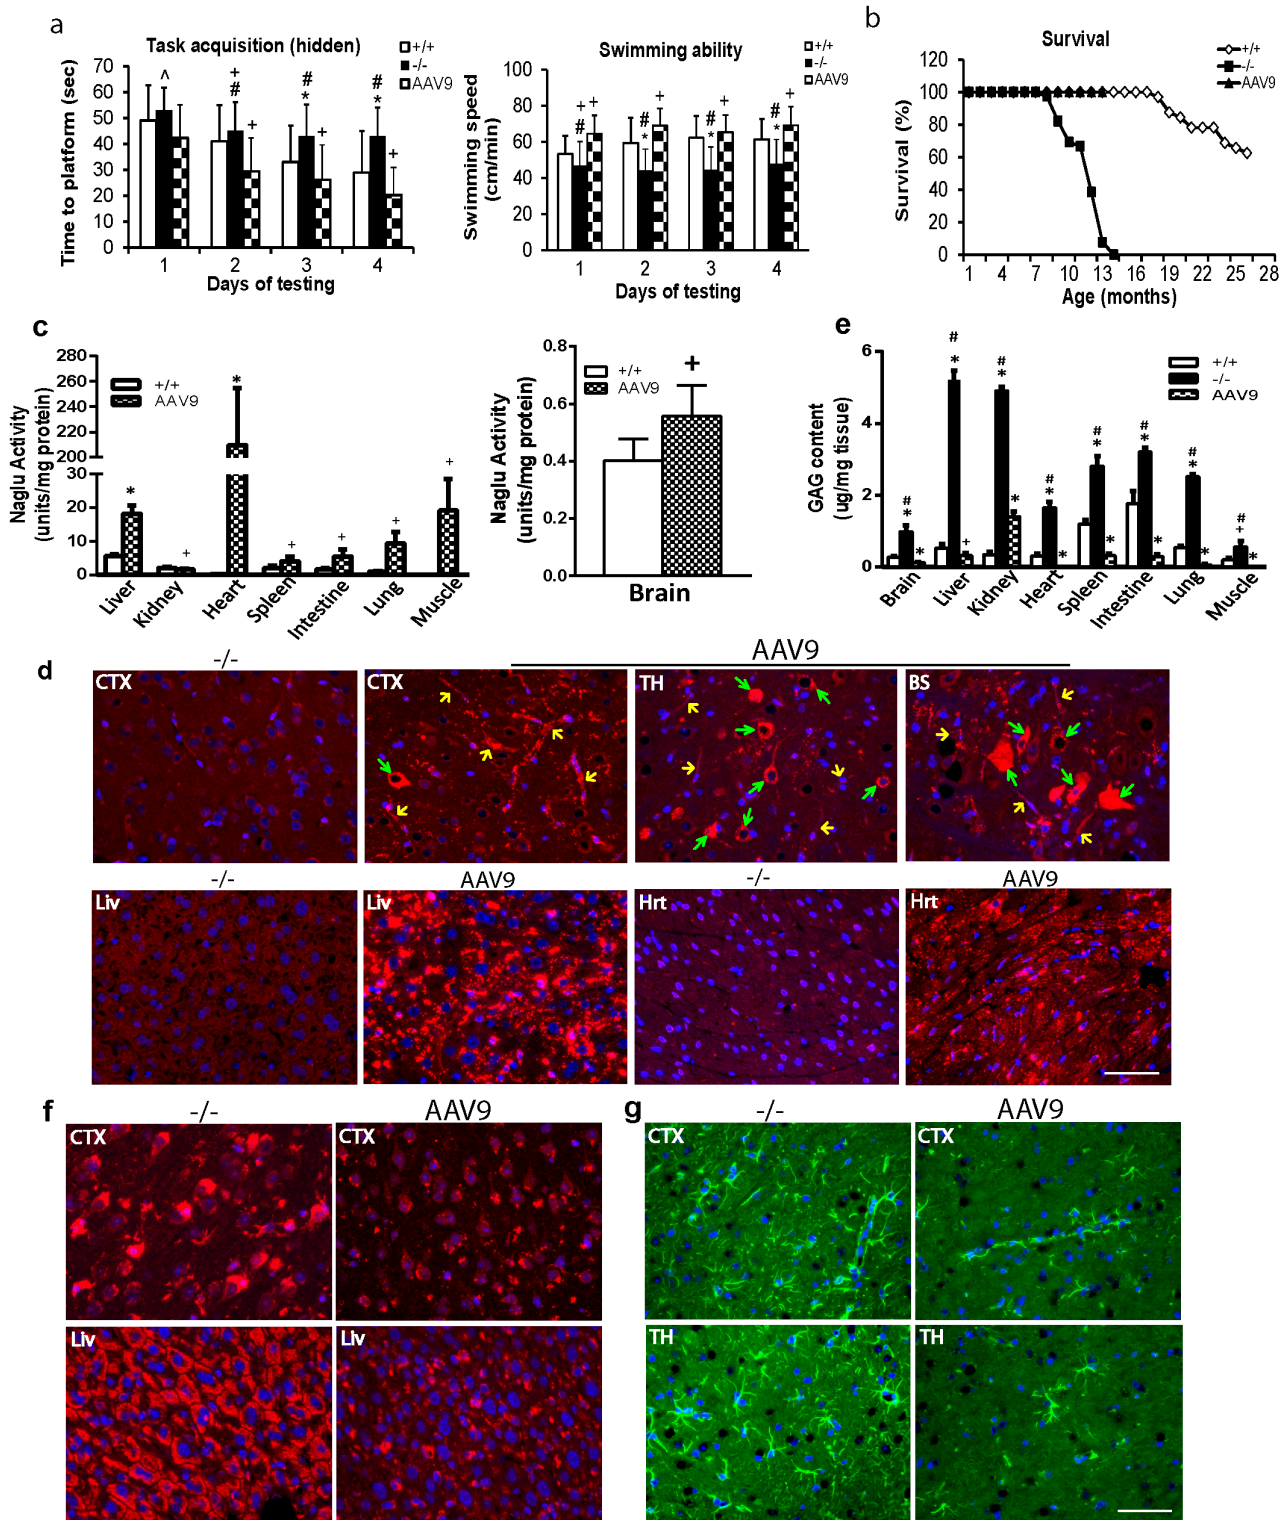 a
Task acquisition (hidden)
+/+
-/-
AAV9
Time to platform (sec)
70
60
50
40
30
20
10
0
^
+
#
+
#
*
+
#
*
+
1 2 3 4
Days of testing
Swimming ability
+/+
-/-
AAV9
Swimming speed
(cm/min)
100
80
60
40
20
0
+ +
#
+
#
*
+
#
*
+
#
*
1 2 3 4
Days of testing
b
Survival
+/+
-/-
AAV9
Survival (%)
120
100
80
60
40
20
0
1 4 7 10 13 16 19 22 25 28
Age (months)
c
Naglu Activity
(units/mg protein)
280
260
240
220
200
30
20
10
0
+/+
AAV9
*
+
*
+
+
+
+
Liver Kidney Heart Spleen Intestine Lung Muscle
Naglu Activity
(units/mg protein)
0.8
0.6
0.4
0.2
0.0
+/+
AAV9
+
Brain
e
GAG content
(ug/mg tissue)
6
4
2
0
+/+
-/-
AAV9
#
*
*
#
*
+
#
*
*
#
*
*
#
*
*
#
*
*
#
*
*
#
+
*
Brain Liver Kidney Heart Spleen Intestine Lung Muscle
d
-/-
AAV9
CTX
CTX
TH
BS
-/-
AAV9
-/-
AAV9
Liv
Liv
Hrt
Hrt
f
-/-
AAV9
CTX
CTX
Liv
Liv
g
-/-
AAV9
CTX
CTX
TH
TH